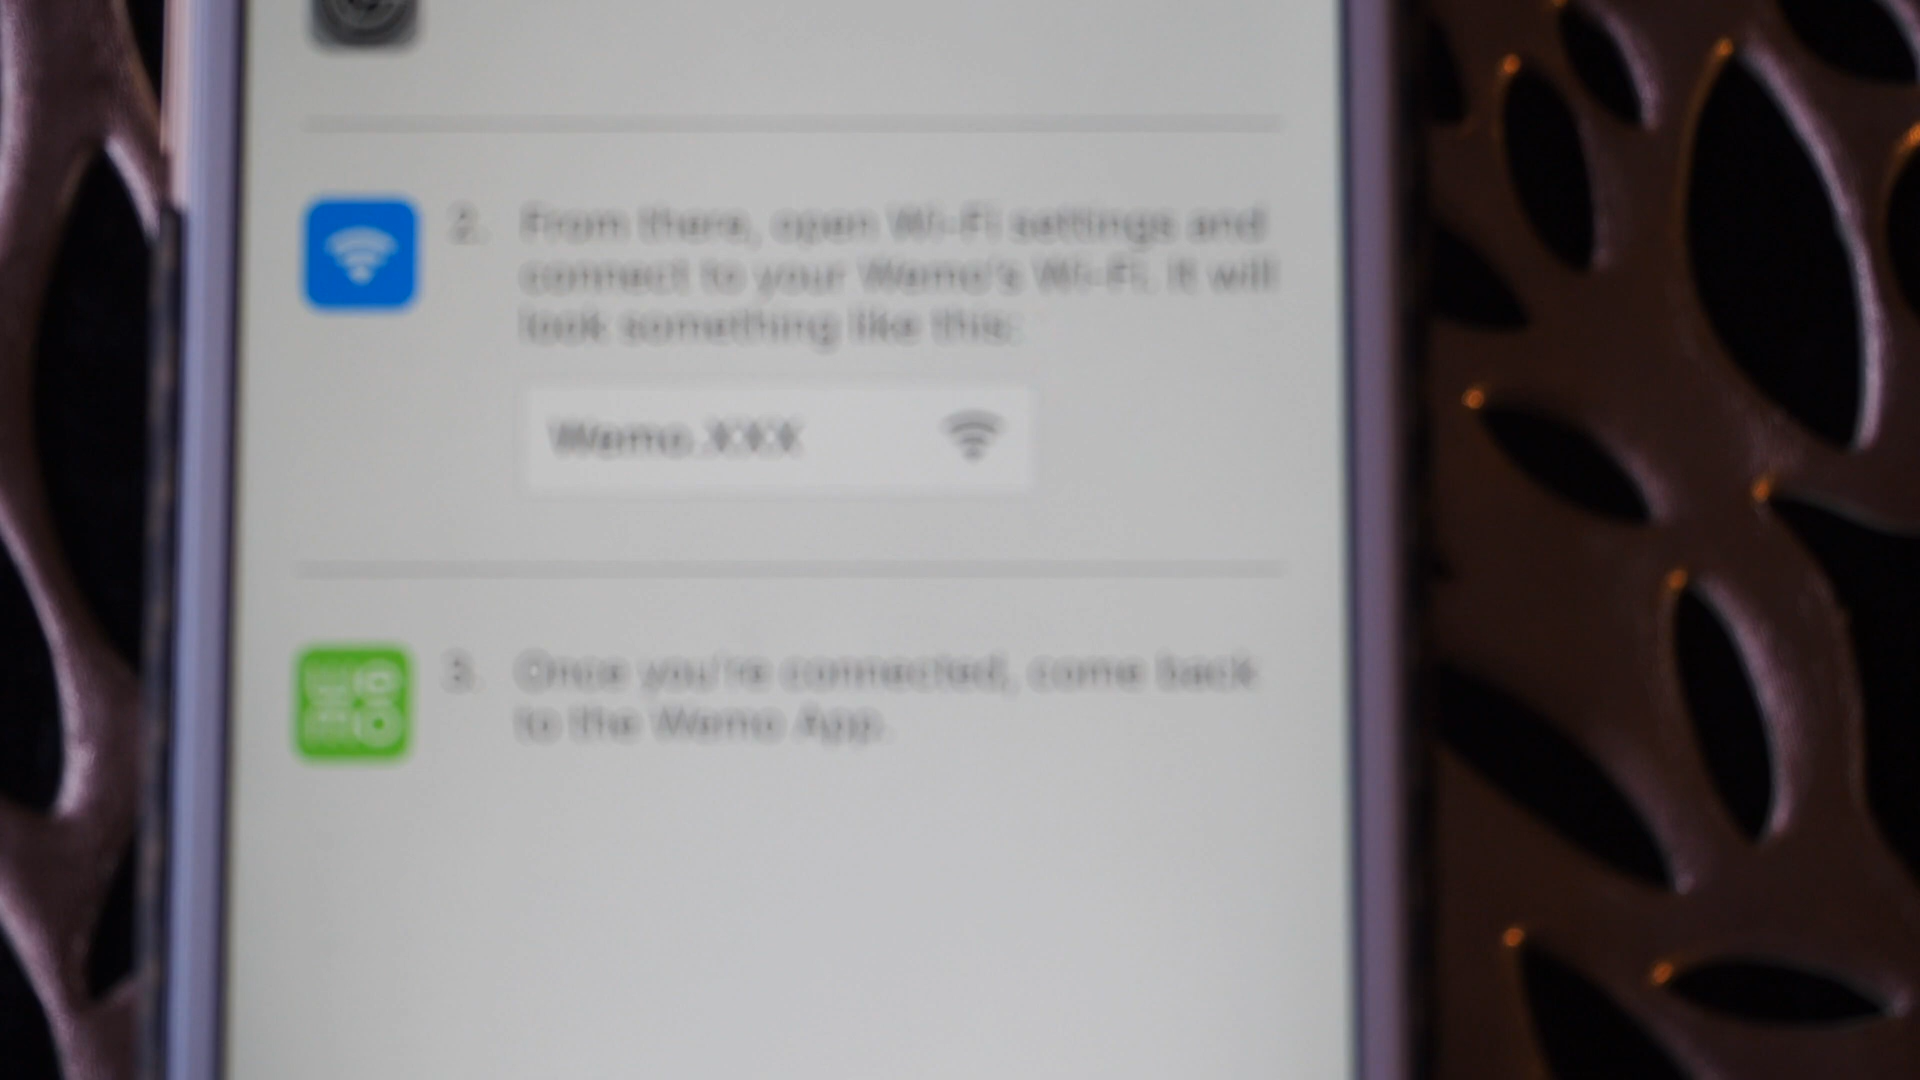 2. From there, open Wi-Fi settings and
connect to your Wemo's Wi-Fi. It will
look something like this:
Wemo.XXX
3. Once you're connected, come back
to the Wemo App.